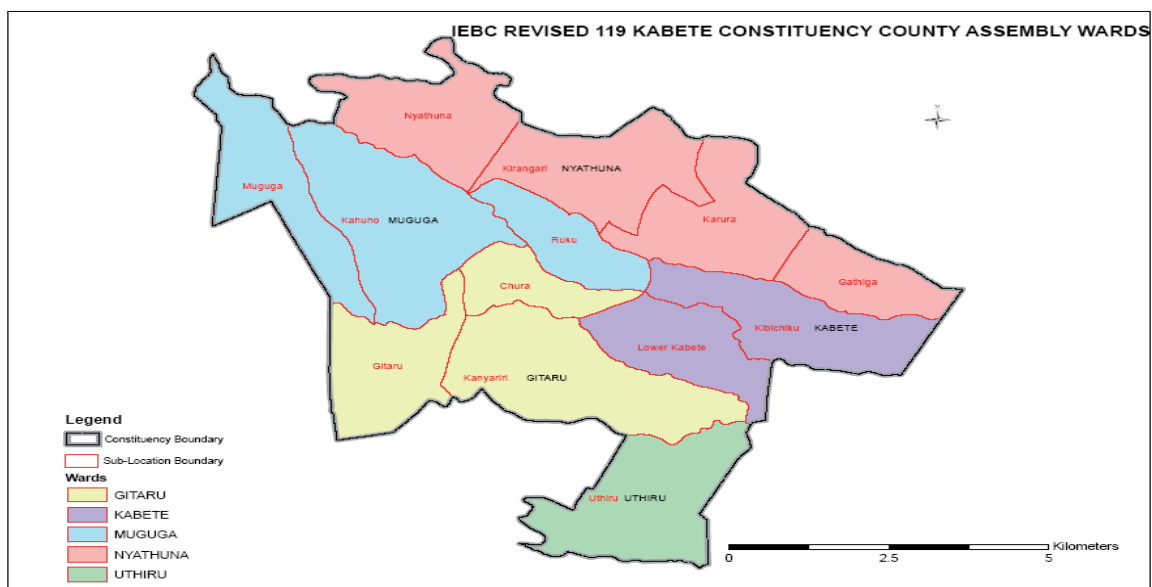 IEBC REVISED 119 KABETE CONSTITUENCY COUNTY ASSEMBLY WARDS
Nyathuna
Kirangari NYATHUNA
Muguga
Kahuho MUGUGA
Karura
Ruku
Gathiga
Chura
Kibichiku KABETE
Lower Kabete
Gitaru
Kanyariri GITARU
Uthiru UTHIRU
Legend
Constituency Boundary
Sub-Location Boundary
Wards
GITARU
KABETE
MUGUGA
NYATHUNA
UTHIRU
Kilometers
0 2.5 5